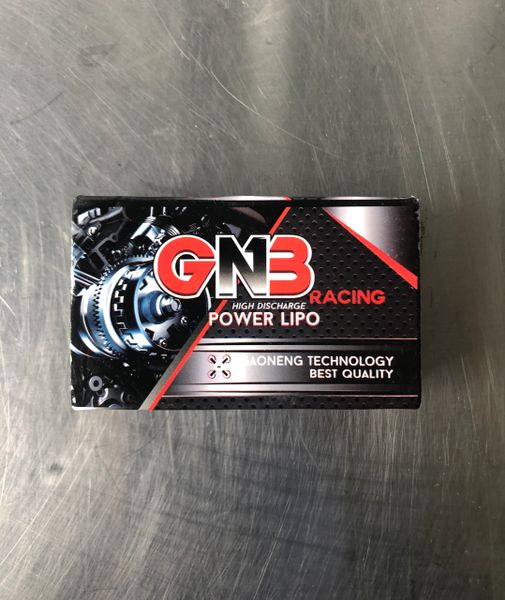 GNB
RACING
HIGH DISCHARGE
POWER LIPO
GAONENG TECHNOLOGY
BEST QUALITY